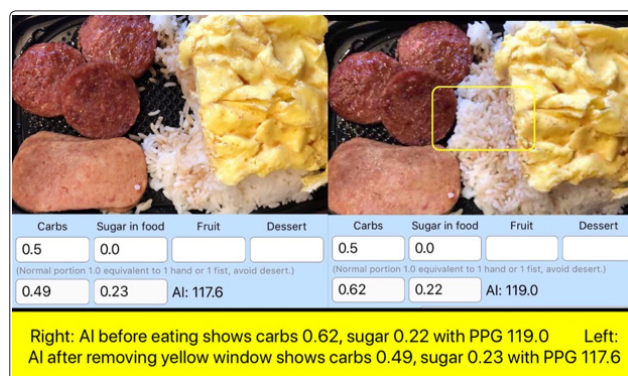 Carbs Sugar in food Fruit Dessert
0.5 0.0
(Normal portion 1.0 equivalent to 1 hand or 1 fist, avoid desert.)
0.49 0.23 AI: 117.6
Carbs Sugar in food Fruit Dessert
0.5 0.0
(Normal portion 1.0 equivalent to 1 hand or 1 fist, avoid desert.)
0.62 0.22 AI: 119.0
Right: AI before eating shows carbs 0.62, sugar 0.22 with PPG 119.0 Left:
AI after removing yellow window shows carbs 0.49, sugar 0.23 with PPG 117.6